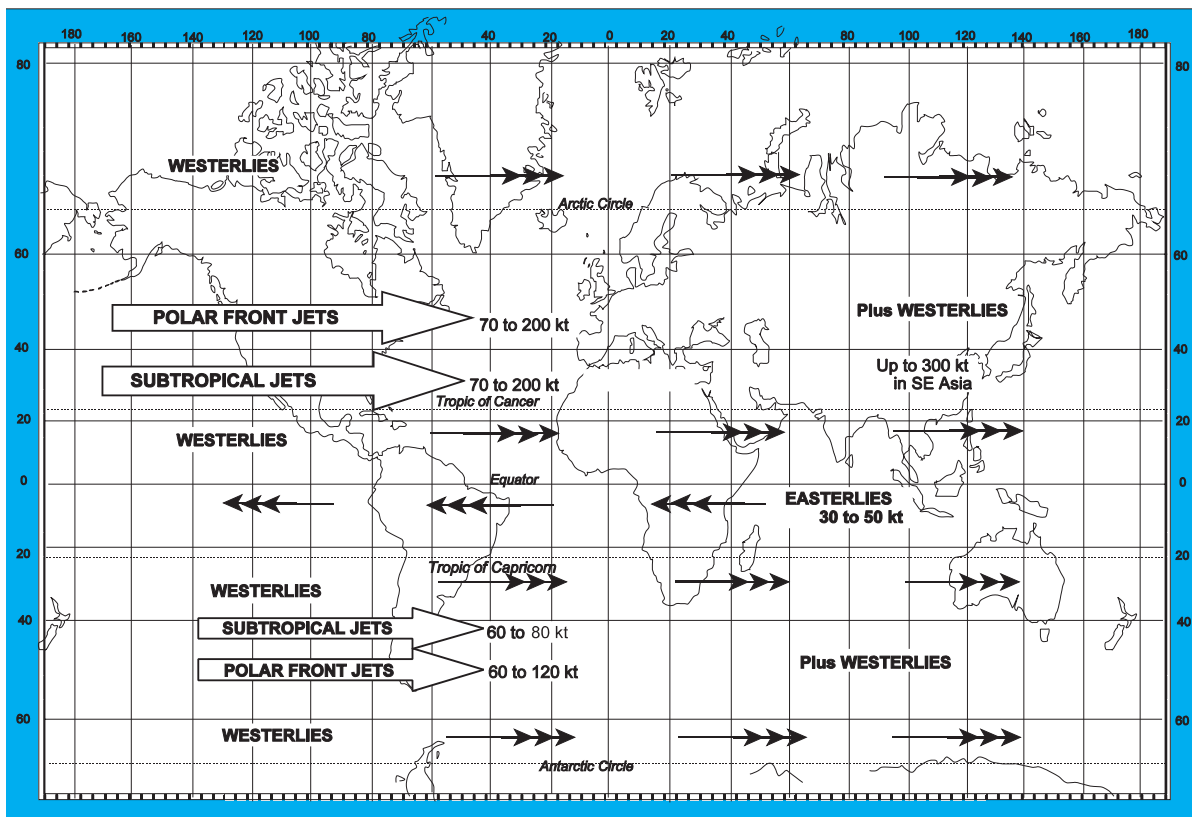 180 160 140 120 100 80 60 40 20 0 20 40 60 80 100 120 140 160 180
80 80
WESTERLIES
Arctic Circle
60 60
Plus WESTERLIES
POLAR FRONT JETS 70 to 200 kt
40 40
Up to 300 kt
in SE Asia
SUBTROPICAL JETS 70 to 200 kt
Tropic of Cancer
20 20
WESTERLIES
0 Equator 0
EASTERLIES
30 to 50 kt
20 20
Tropic of Capricorn
WESTERLIES
40 40
SUBTROPICAL JETS 60 to 80 kt
Plus WESTERLIES
POLAR FRONT JETS 60 to 120 kt
60 60
WESTERLIES
Antarctic Circle